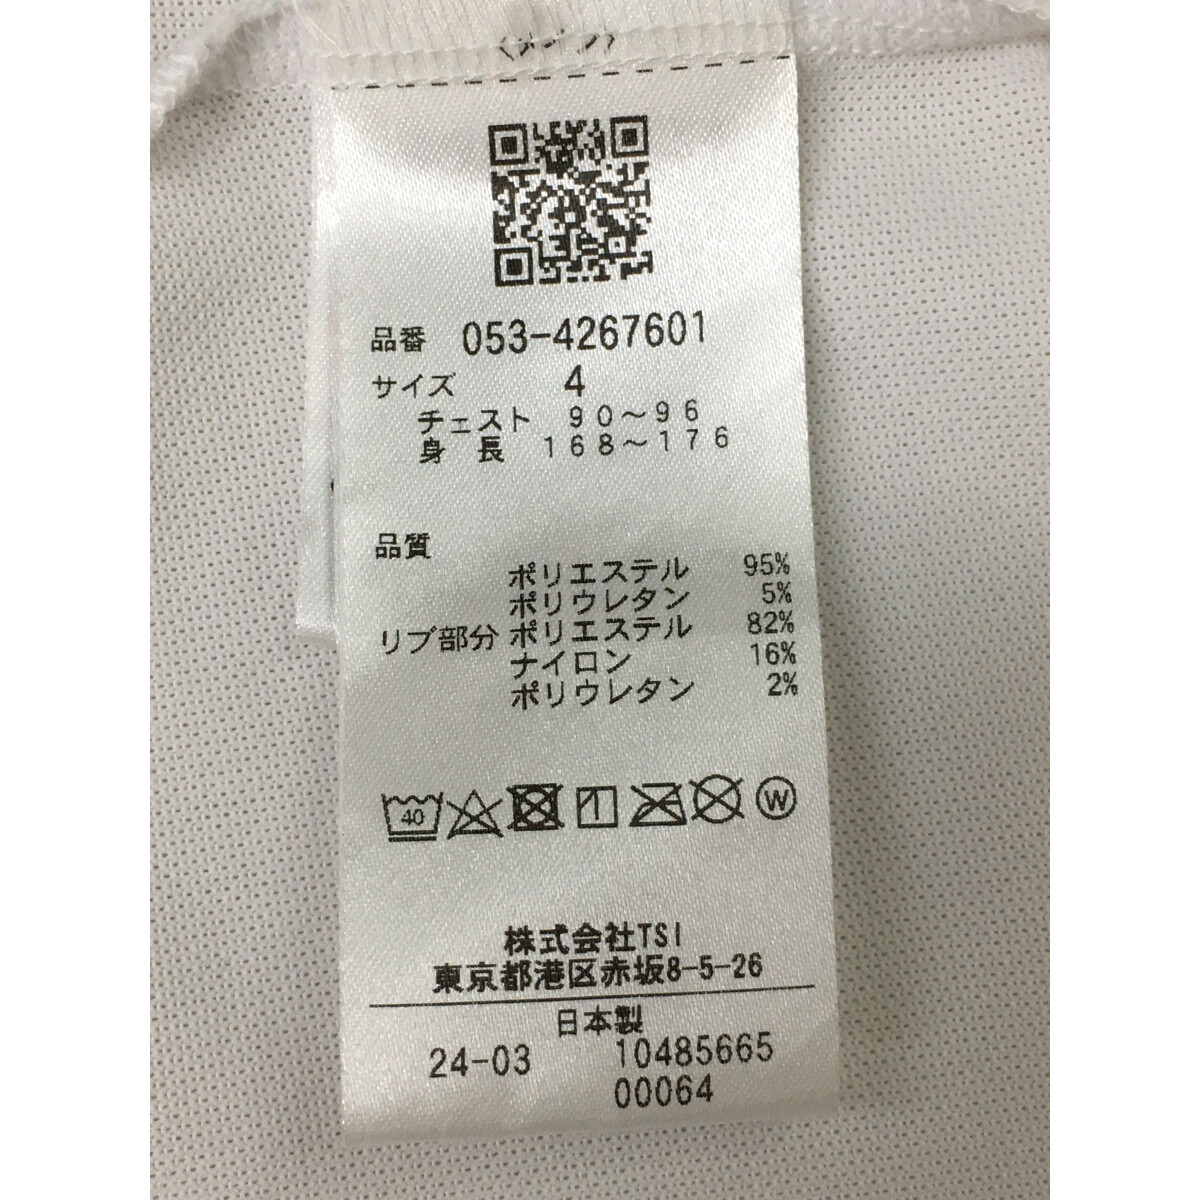 品番 053-4267601
サイズ 4
チェスト 90～96
身長 168～176
品質
ポリエステル 95%
ポリウレタン 5%
リブ部分 ポリエステル 82%
ナイロン 16%
ポリウレタン 2%
40 W
株式会社TSI
東京都港区赤坂8-5-26
日本製
24-03 10485665
00064